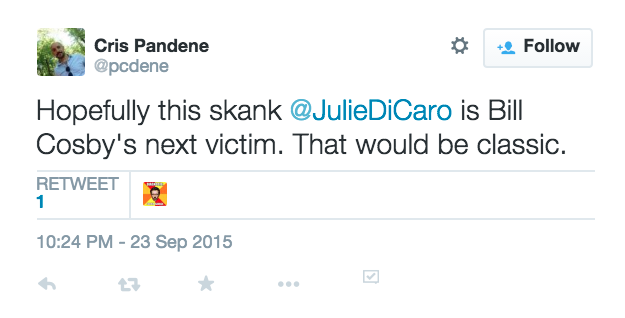 Cris Pandene
@pcdene
Follow
Hopefully this skank @JulieDiCaro is Bill
Cosby's next victim. That would be classic.
RETWEET
1
10:24 PM - 23 Sep 2015